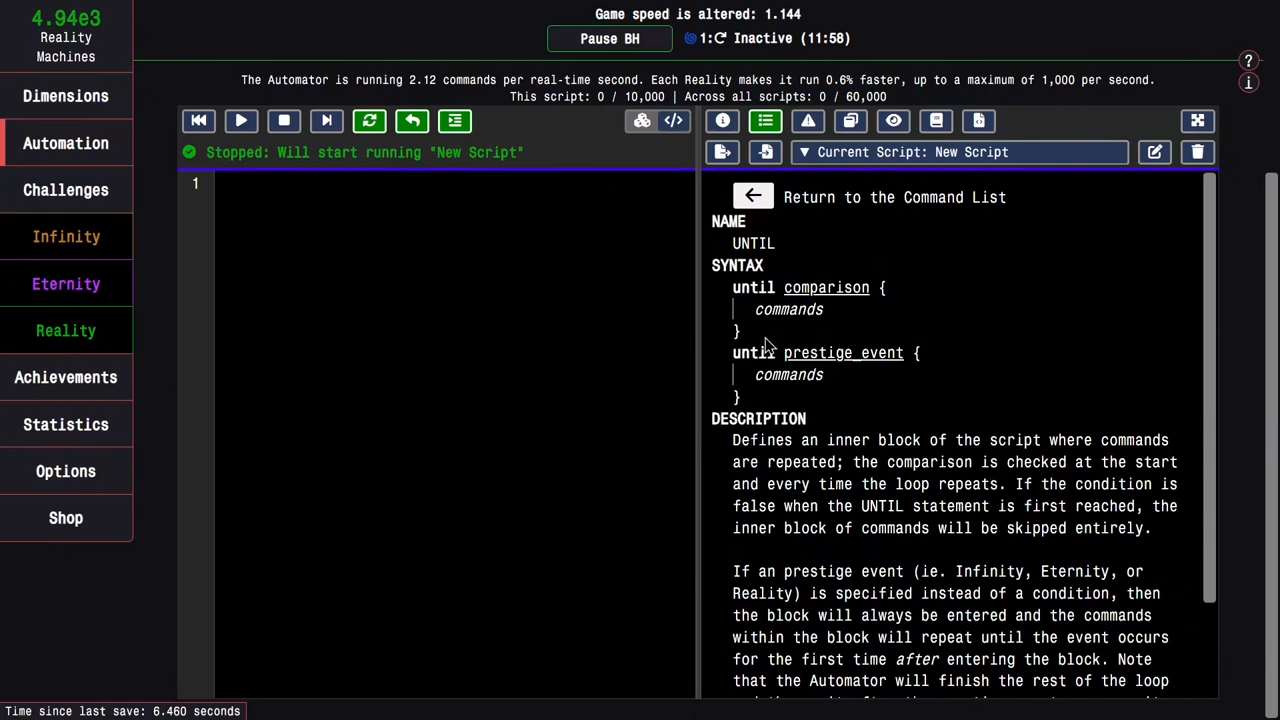 4.94e3
Reality
Machines
Dimensions
Automation
Challenges
Infinity
Eternity
Reality
Achievements
Statistics
Options
Shop
Game speed is altered: 1.144
Pause BH
1: Inactive (11:58)
?
i
The Automator is running 2.12 commands per real-time second. Each Reality makes it run 0.6% faster, up to a maximum of 1,000 per second.
This script: 0 / 10,000 | Across all scripts: 0 / 60,000
Stopped: Will start running "New Script"
1
▼ Current Script: New Script
Return to the Command List
NAME
UNTIL
SYNTAX
until comparison {
commands
}
until prestige_event {
commands
}
DESCRIPTION
Defines an inner block of the script where commands
are repeated; the comparison is checked at the start
and every time the loop repeats. If the condition is
false when the UNTIL statement is first reached, the
inner block of commands will be skipped entirely.
If an prestige event (ie. Infinity, Eternity, or
Reality) is specified instead of a condition, then
the block will always be entered and the commands
within the block will repeat until the event occurs
for the first time after entering the block. Note
that the Automator will finish the rest of the loop
Time since last save: 6.460 seconds